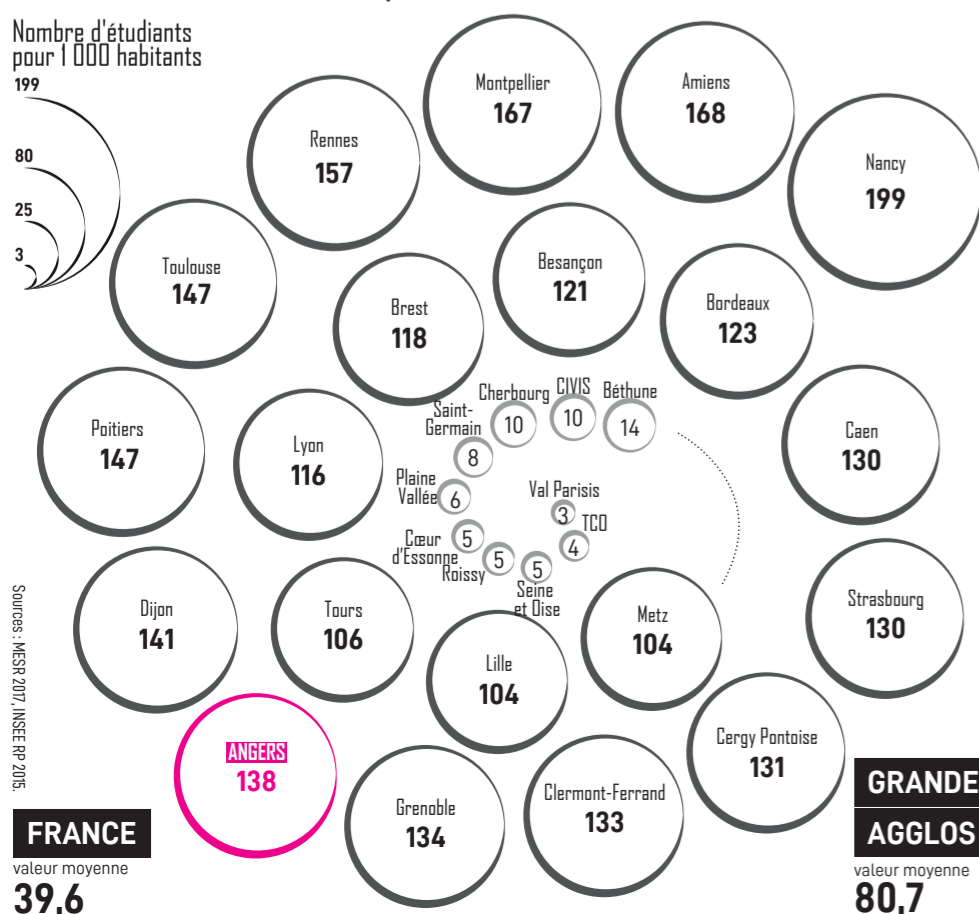 Nombre d'étudiants
pour 1 000 habitants
199
80
25
3
Montpellier
167
Amiens
168
Nancy
199
Rennes
157
Toulouse
147
Brest
118
Besançon
121
Bordeaux
123
Poitiers
147
Lyon
116
Cherbourg
10
CIVIS
10
Béthune
14
Saint-
Germain
8
Plaine
Vallée
6
Cœur
d'Essonne
5
Roissy
5
Seine
et Oise
5
Val Parisis
3
TCO
4
Caen
130
Dijon
141
Tours
106
Lille
104
Metz
104
Strasbourg
130
ANGERS
138
Grenoble
134
Clermont-Ferrand
133
Cergy Pontoise
131
Sources : MESR 2017, INSEE RP 2015.
FRANCE
valeur moyenne
39,6
GRANDE
AGGLOS
valeur moyenne
80,7